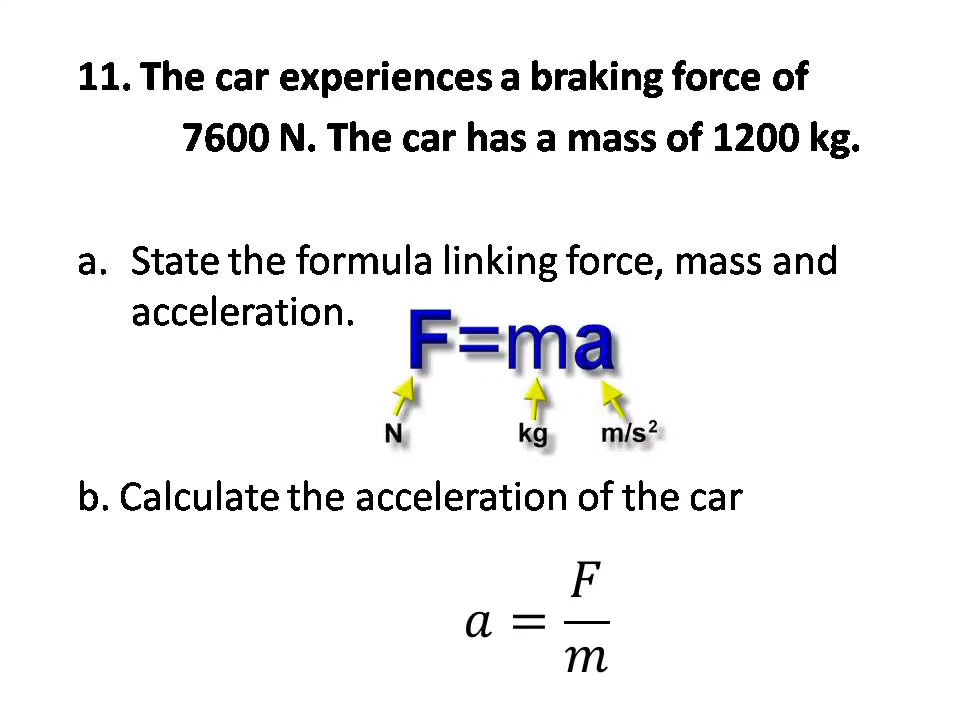 11. The car experiences a braking force of
7600 N. The car has a mass of 1200 kg.
a. State the formula linking force, mass and
acceleration.
F=ma
N kg m/s²
b. Calculate the acceleration of the car
a = F/m